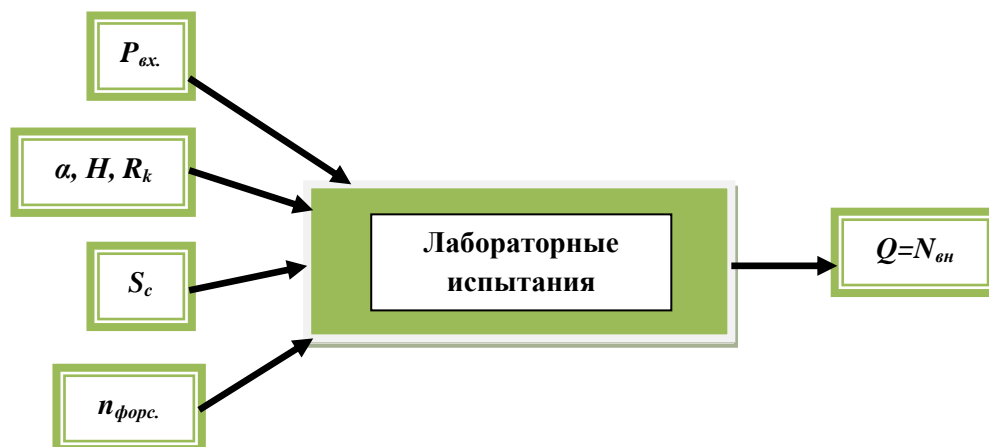 Pвх.
α, H, Rk
Sc
nфорс.
Лабораторные
испытания
Q=Nвн